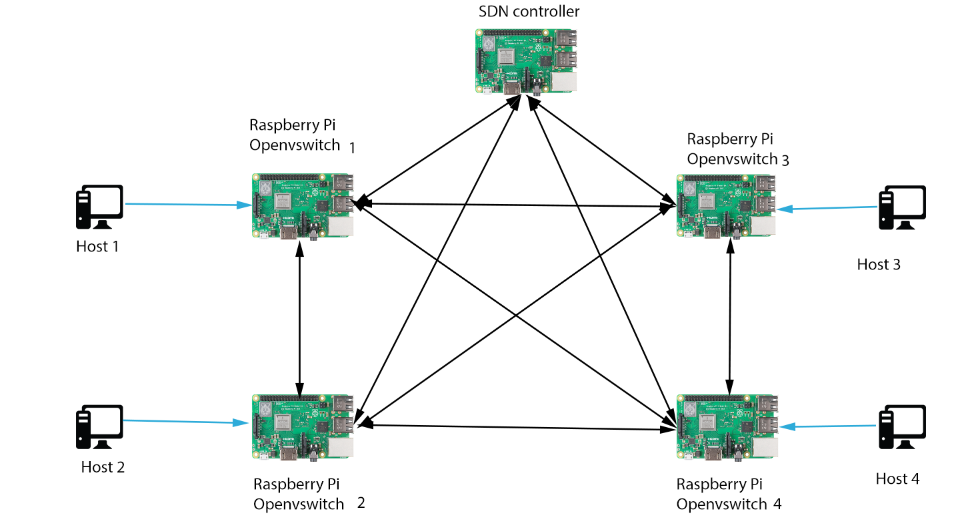 SDN controller
Raspberry Pi
Openvswitch 1
Raspberry Pi
Openvswitch 3
Host 1
Host 3
Host 2
Host 4
Raspberry Pi
Openvswitch 2
Raspberry Pi
Openvswitch 4